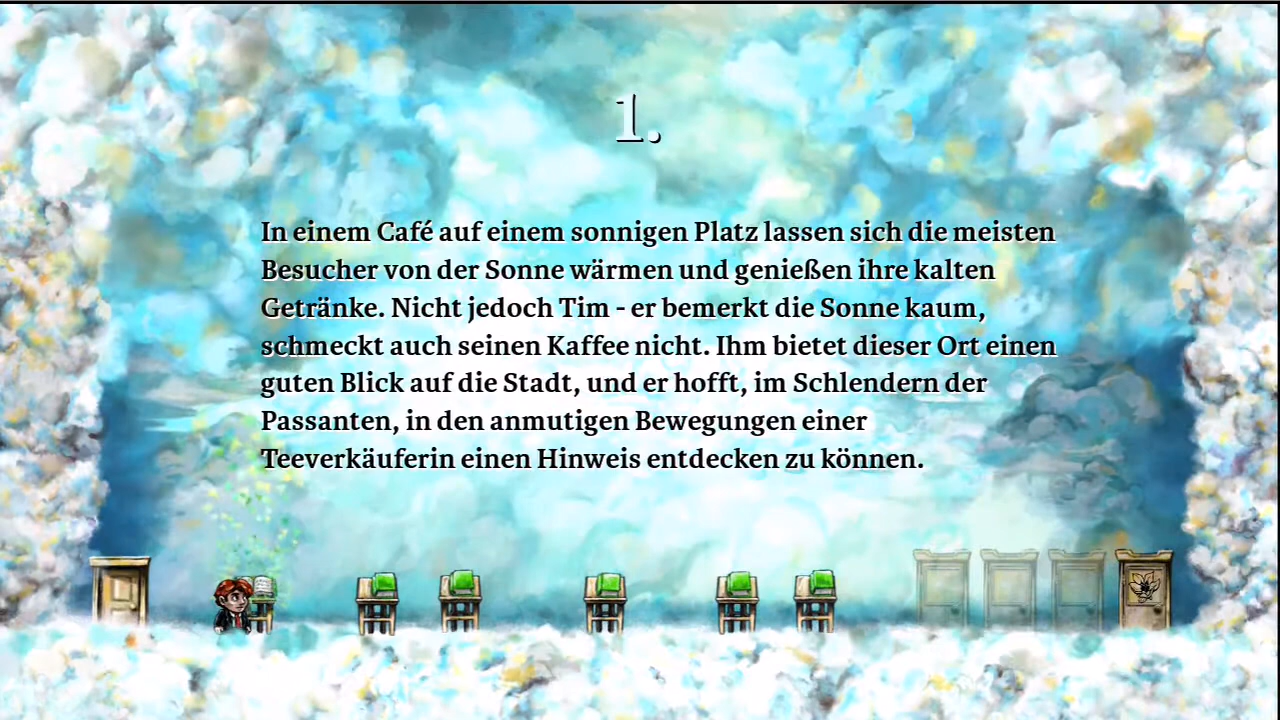 1.
In einem Café auf einem sonnigen Platz lassen sich die meisten
Besucher von der Sonne wärmen und genießen ihre kalten
Getränke. Nicht jedoch Tim - er bemerkt die Sonne kaum,
schmeckt auch seinen Kaffee nicht. Ihm bietet dieser Ort einen
guten Blick auf die Stadt, und er hofft, im Schlendern der
Passanten, in den anmutigen Bewegungen einer
Teeverkäuferin einen Hinweis entdecken zu können.